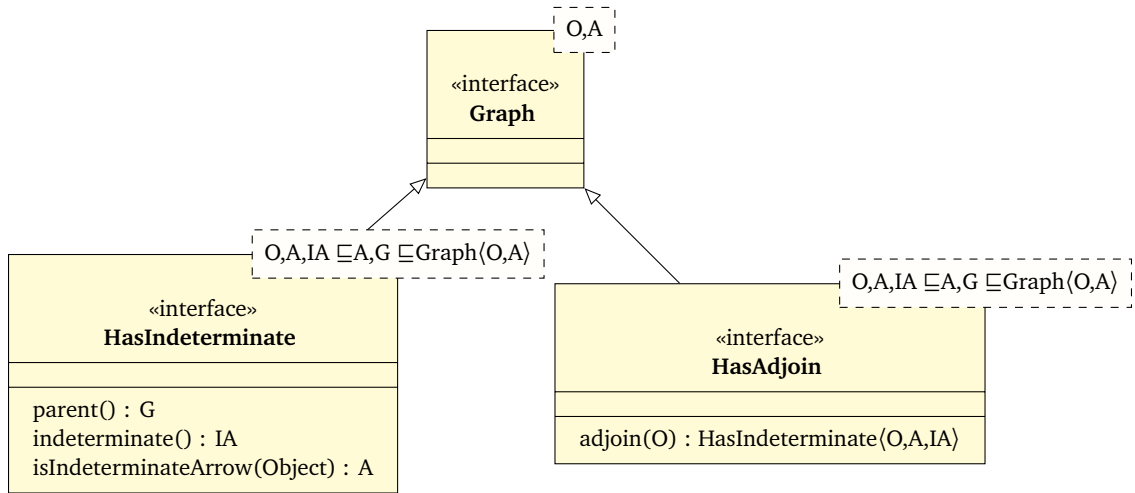 O,A
«interface»
Graph
O,A,IA ⊑A,G ⊑Graph⟨O,A⟩
«interface»
HasIndeterminate
parent() : G
indeterminate() : IA
isIndeterminateArrow(Object) : A
O,A,IA ⊑A,G ⊑Graph⟨O,A⟩
«interface»
HasAdjoin
adjoin(O) : HasIndeterminate⟨O,A,IA⟩